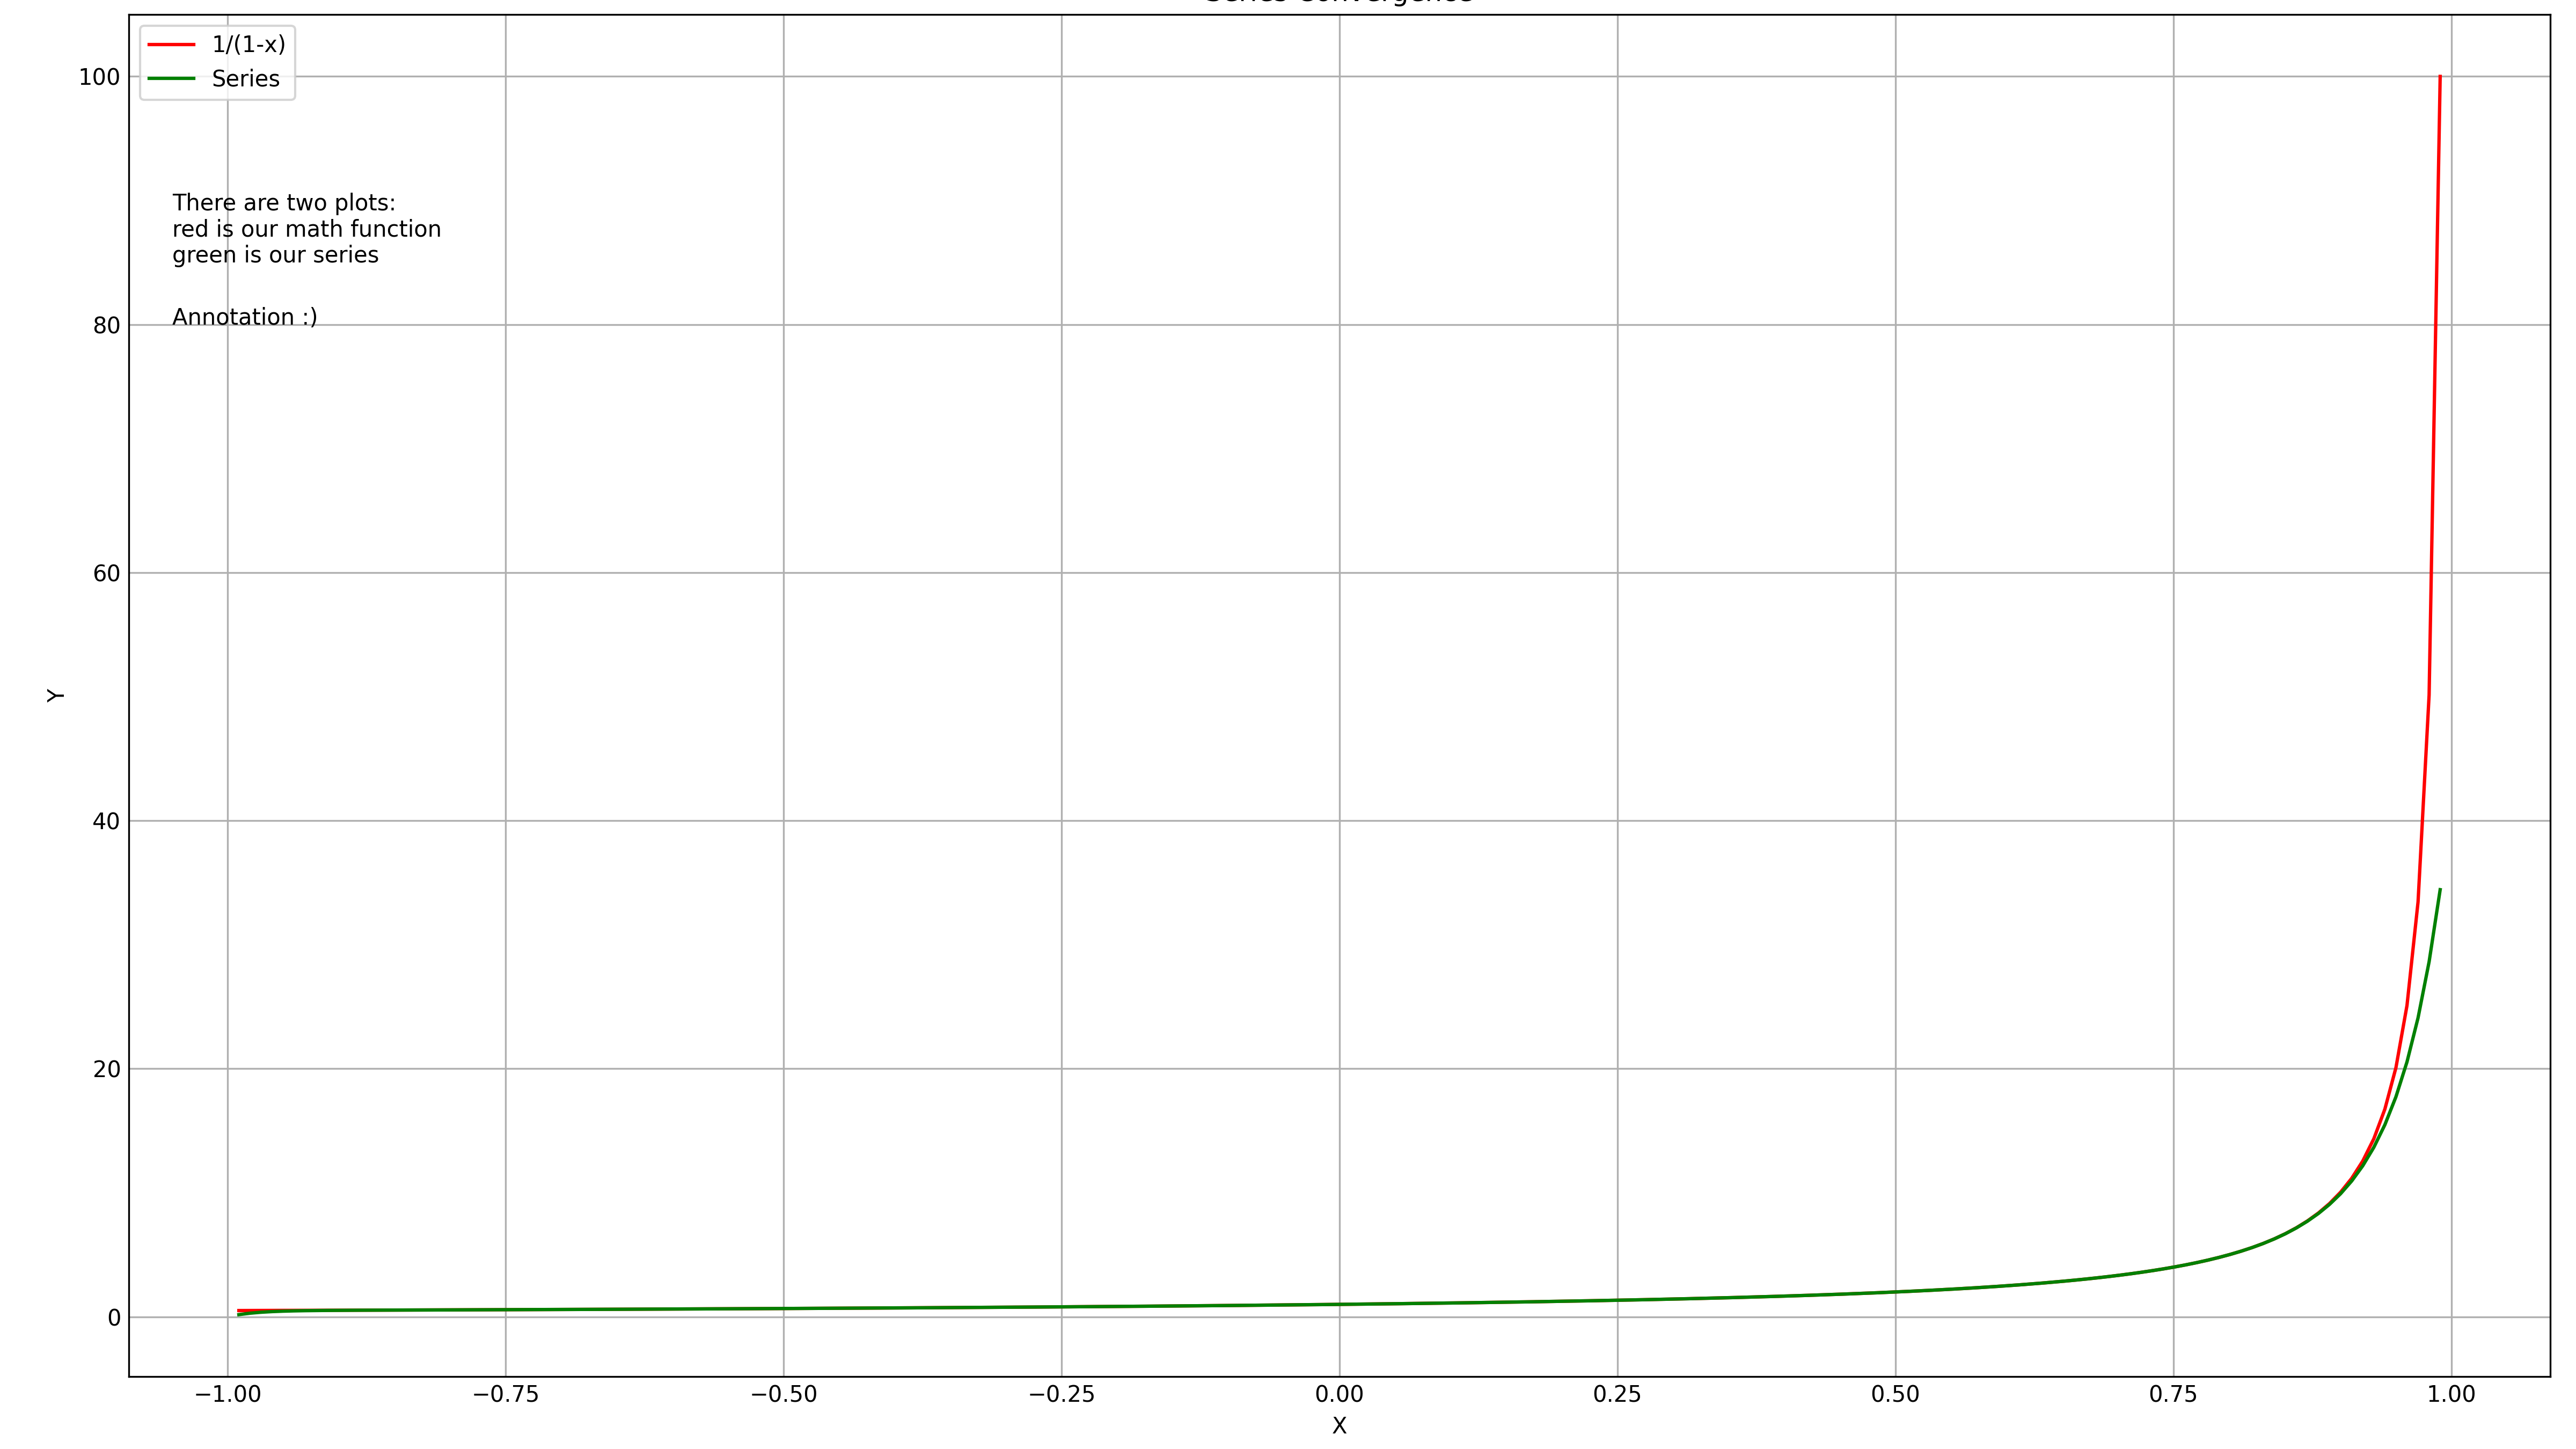 1/(1-x)
Series
There are two plots:
red is our math function
green is our series
Annotation :)
100
80
60
40
20
0
Y
−1.00 −0.75 −0.50 −0.25 0.00 0.25 0.50 0.75 1.00
X